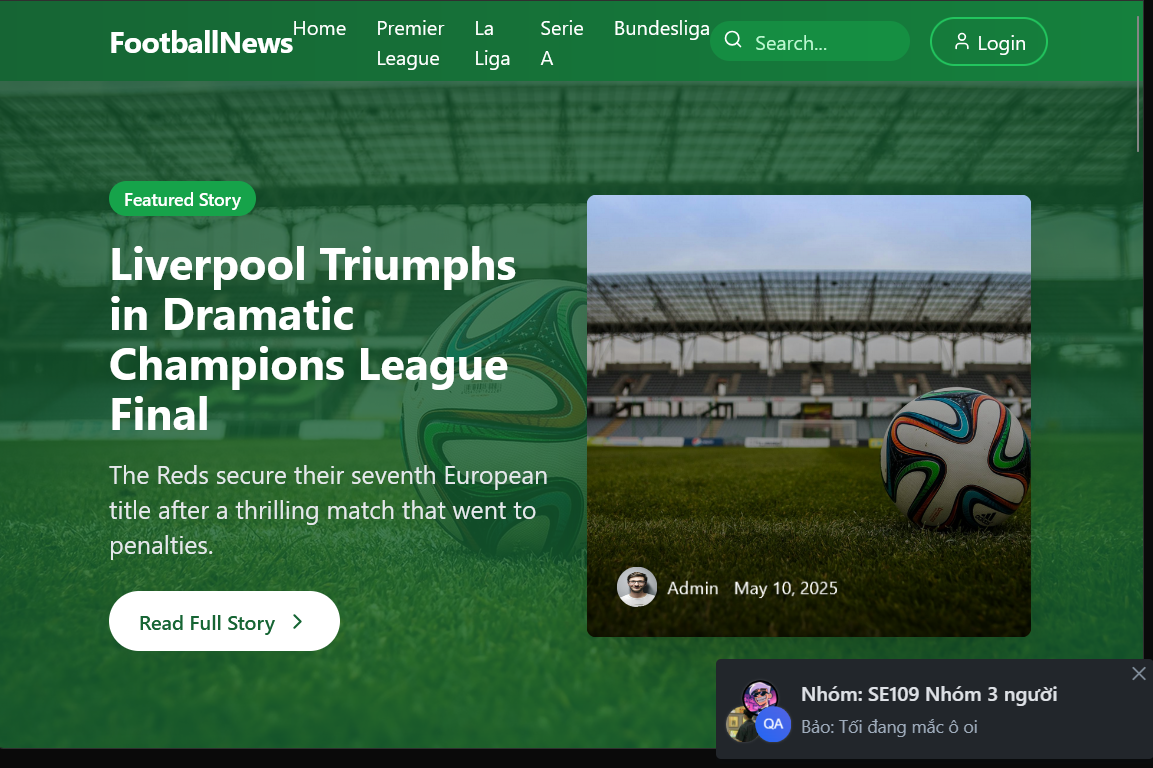 FootballNews
Home
Premier League
La Liga
Serie A
Bundesliga
Search...
Login
Featured Story
Liverpool Triumphs
in Dramatic
Champions League
Final
The Reds secure their seventh European
title after a thrilling match that went to
penalties.
Read Full Story
Admin May 10, 2025
Nhóm: SE109 Nhóm 3 người
QA
Bảo: Tối đang mắc ô oi